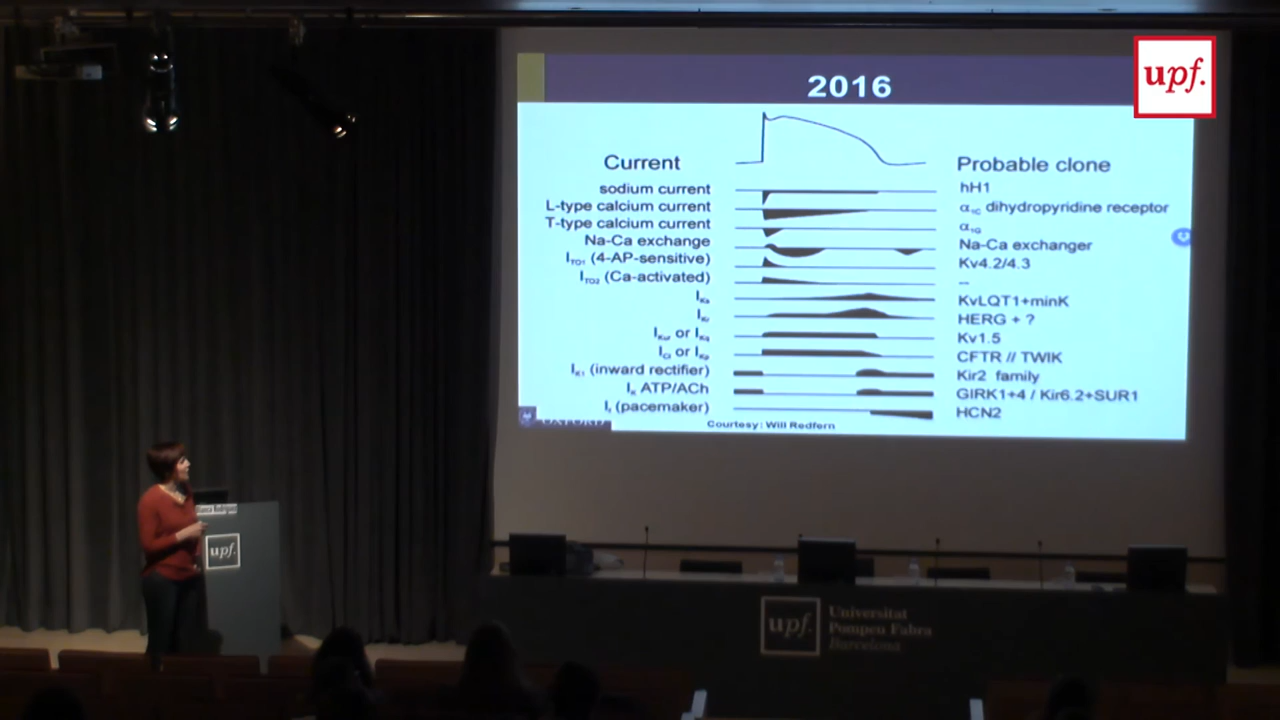 upf.
2016
Current
Probable clone
sodium current
hH1
L-type calcium current
α1C dihydropyridine receptor
T-type calcium current
α1G
Na-Ca exchange
Na-Ca exchanger
ITO1 (4-AP-sensitive)
Kv4.2/4.3
ITO2 (Ca-activated)
--
IKs
KvLQT1+minK
IKr
HERG + ?
IKur or IKq
Kv1.5
ICl or IKp
CFTR // TWIK
IK1 (inward rectifier)
Kir2 family
IK ATP/ACh
GIRK1+4 / Kir6.2+SUR1
If (pacemaker)
HCN2
Courtesy: Will Redfern
upf.
upf.
Universitat
Pompeu Fabra
Barcelona